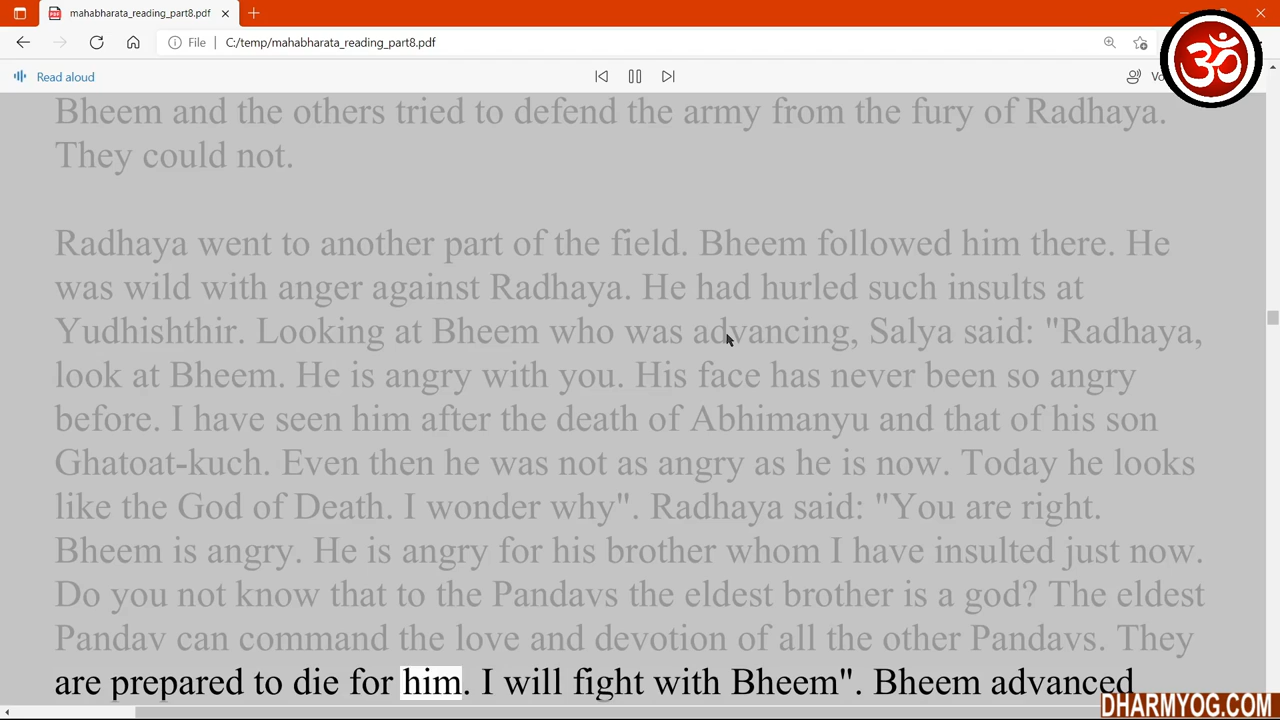 mahabharata_reading_part8.pdf
File C:/temp/mahabharata_reading_part8.pdf
Read aloud
ॐ
Bheem and the others tried to defend the army from the fury of Radhaya.
They could not.
Radhaya went to another part of the field. Bheem followed him there. He
was wild with anger against Radhaya. He had hurled such insults at
Yudhishthir. Looking at Bheem who was advancing, Salya said: "Radhaya,
look at Bheem. He is angry with you. His face has never been so angry
before. I have seen him after the death of Abhimanyu and that of his son
Ghatoat-kuch. Even then he was not as angry as he is now. Today he looks
like the God of Death. I wonder why". Radhaya said: "You are right.
Bheem is angry. He is angry for his brother whom I have insulted just now.
Do you not know that to the Pandavs the eldest brother is a god? The eldest
Pandav can command the love and devotion of all the other Pandavs. They
are prepared to die for him. I will fight with Bheem". Bheem advanced
DHARMYOG.COM